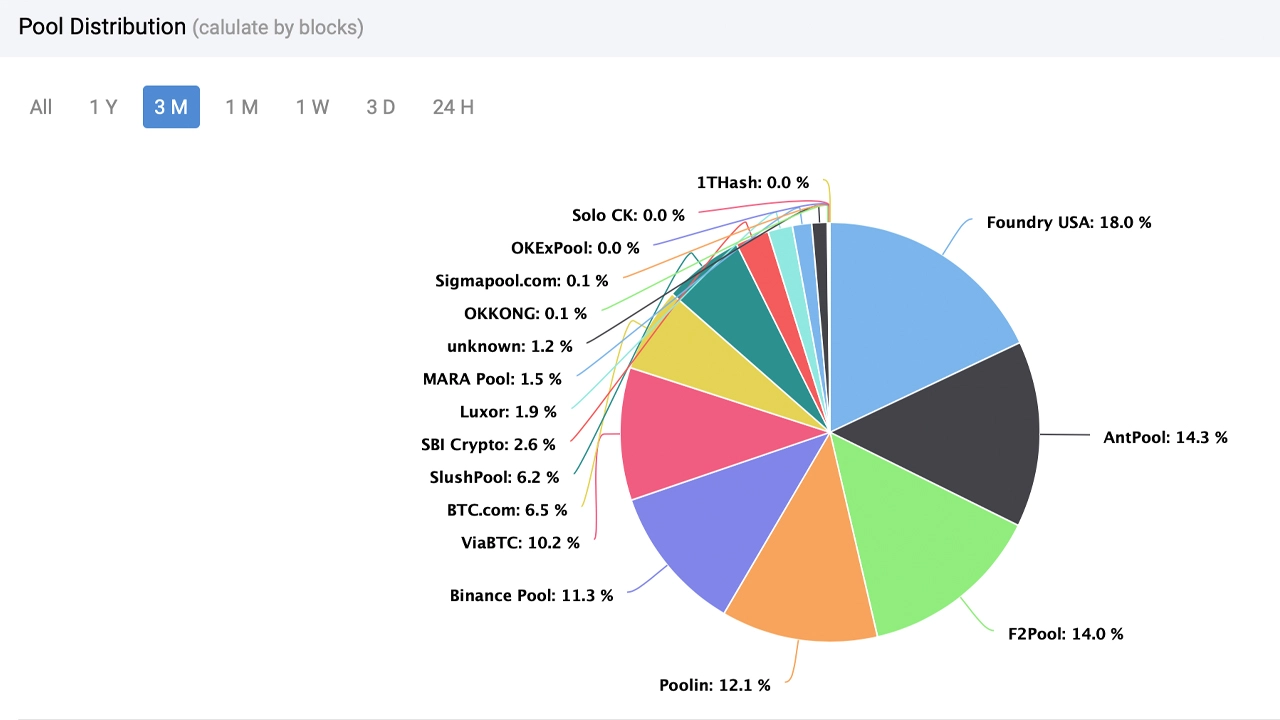 Pool Distribution (calulate by blocks)
All 1 Y 3 M 1 M 1 W 3 D 24 H
1THash: 0.0 %
Solo CK: 0.0 %
Foundry USA: 18.0 %
OKExPool: 0.0 %
Sigmapool.com: 0.1 %
OKKONG: 0.1 %
unknown: 1.2 %
MARA Pool: 1.5 %
Luxor: 1.9 %
AntPool: 14.3 %
SBI Crypto: 2.6 %
SlushPool: 6.2 %
BTC.com: 6.5 %
ViaBTC: 10.2 %
Binance Pool: 11.3 %
F2Pool: 14.0 %
Poolin: 12.1 %